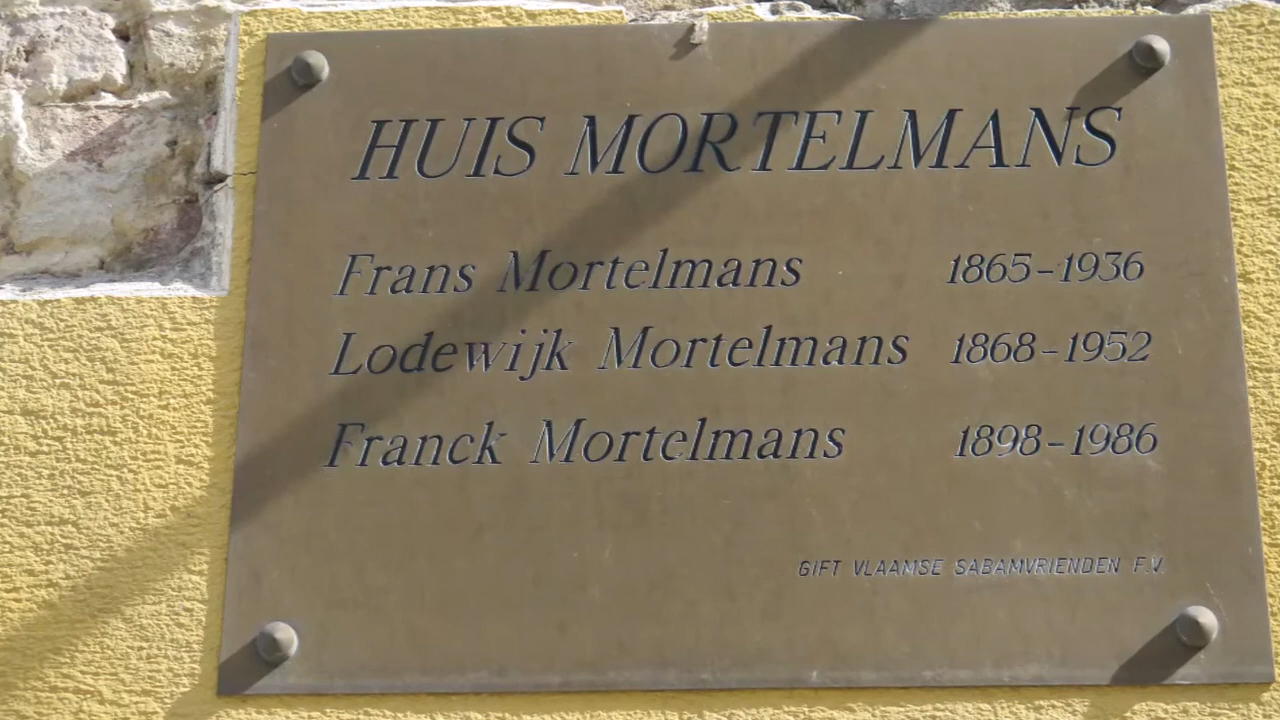 HUIS MORTELMANS
Frans Mortelmans 1865-1936
Lodewijk Mortelmans 1868-1952
Franck Mortelmans 1898-1986
GIFT VLAAMSE SABAMVRIENDEN F.V.